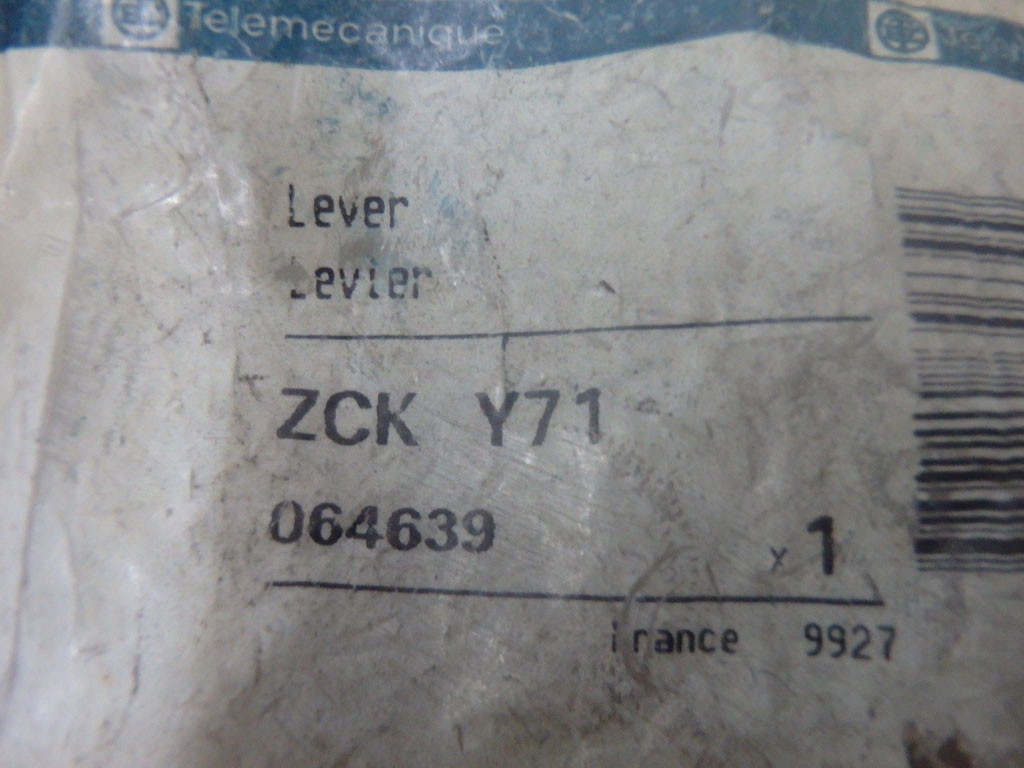 Telemecanique
Lever
Levier
ZCK Y71
064639
x 1
France 9927